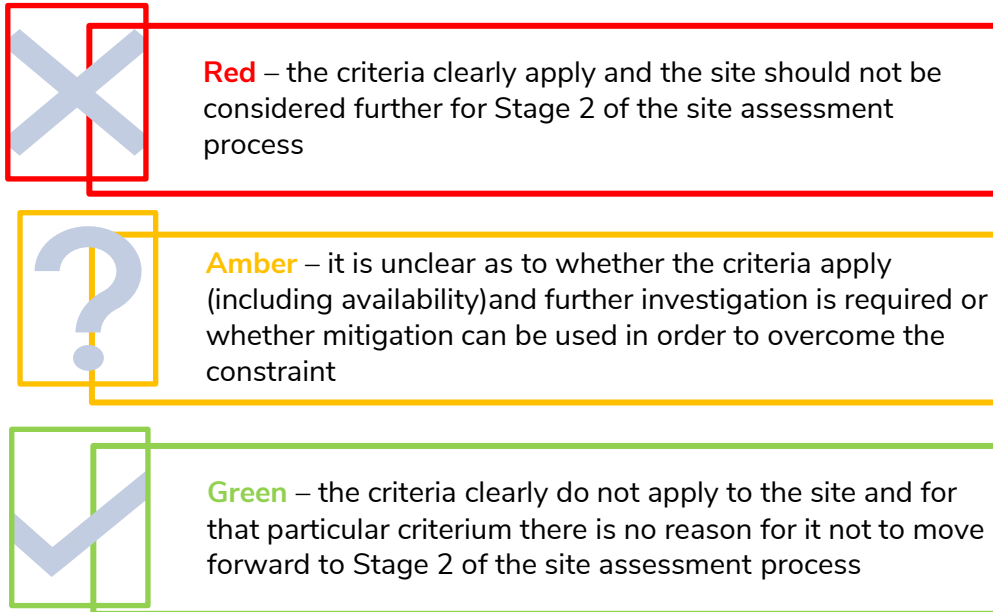 Red – the criteria clearly apply and the site should not be
considered further for Stage 2 of the site assessment
process
?
Amber – it is unclear as to whether the criteria apply
(including availability)and further investigation is required or
whether mitigation can be used in order to overcome the
constraint
Green – the criteria clearly do not apply to the site and for
that particular criterium there is no reason for it not to move
forward to Stage 2 of the site assessment process